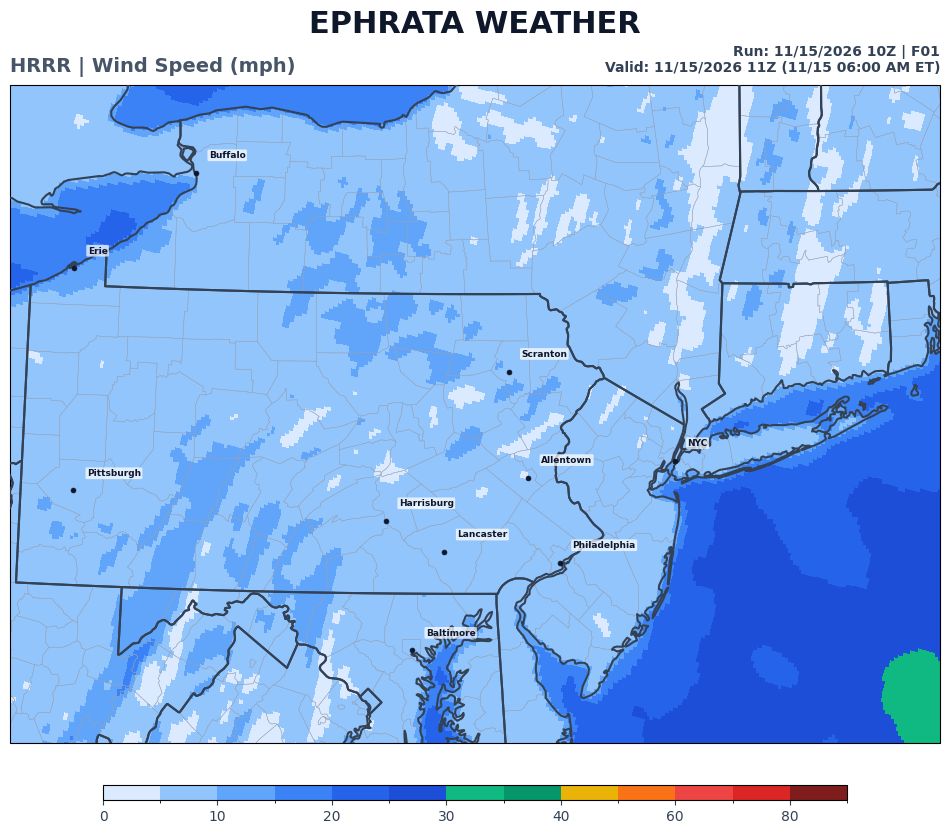 EPHRATA WEATHER
HRRR | Wind Speed (mph)
Run: 11/15/2026 10Z | F01
Valid: 11/15/2026 11Z (11/15 06:00 AM ET)
Buffalo
Erie
Scranton
NYC
Allentown
Pittsburgh
Harrisburg
Lancaster
Philadelphia
Baltimore
0 10 20 30 40 50 60 70 80